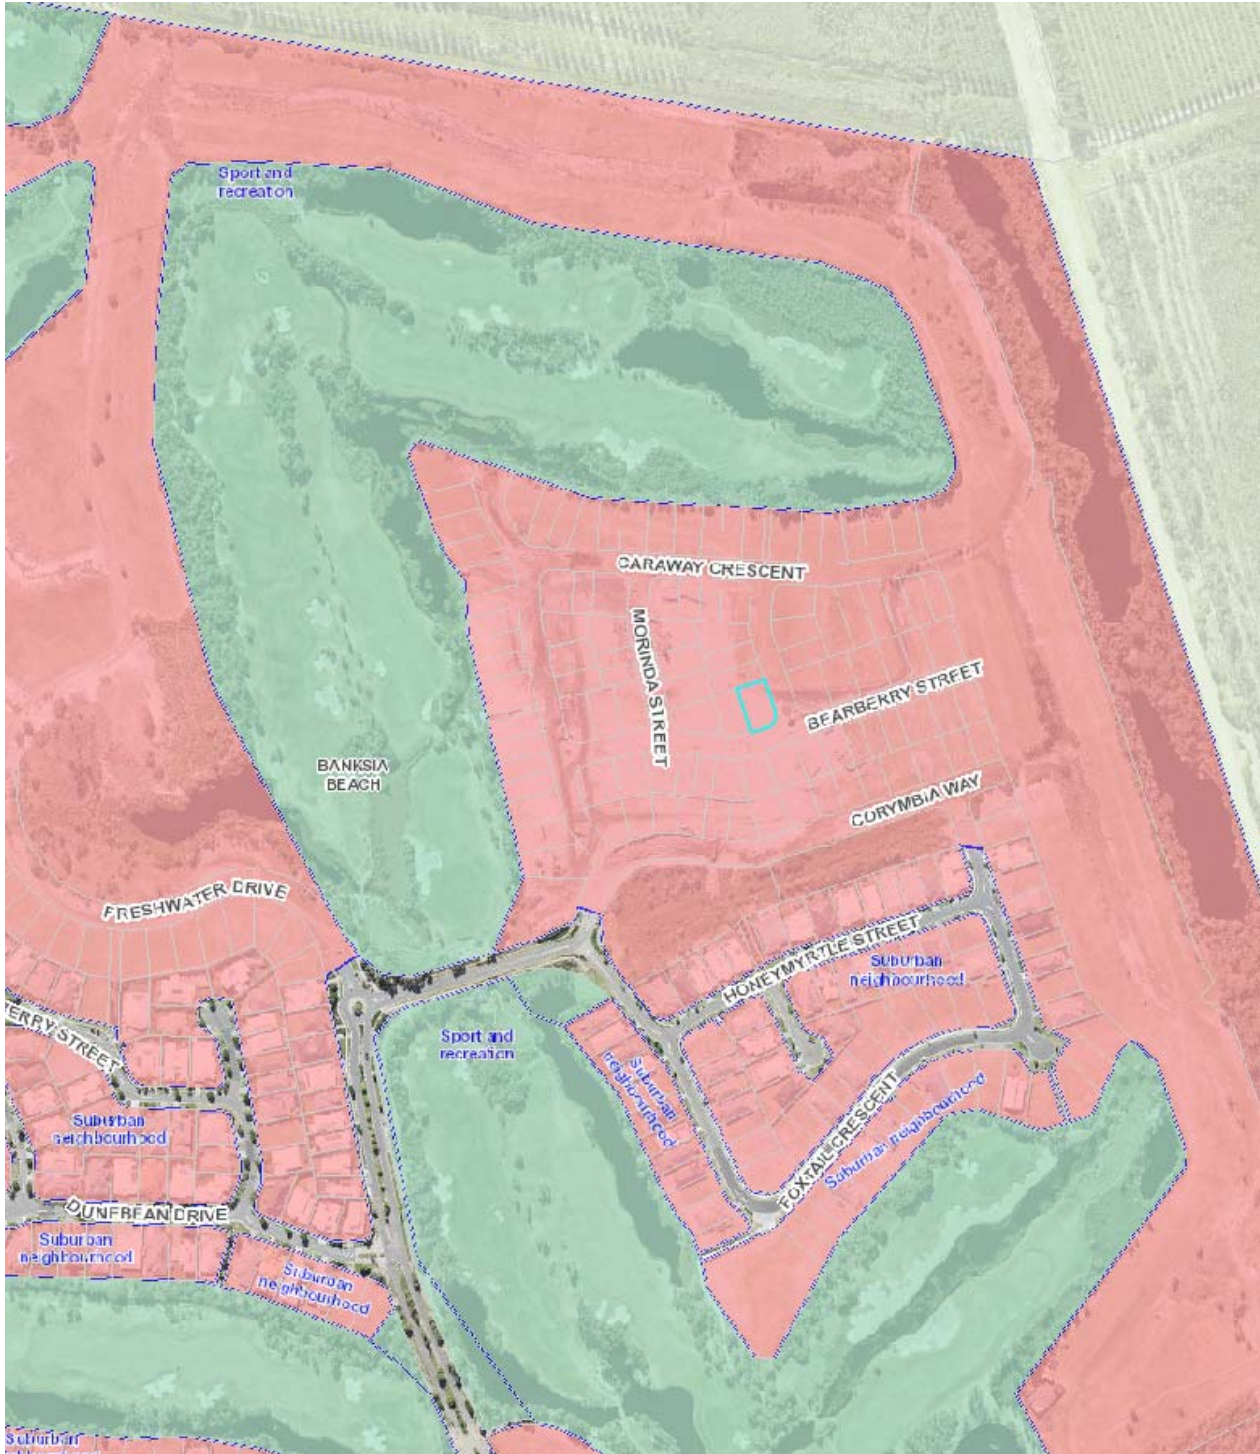 Sport and
recreation
CARAWAY CRESCENT
MORINDA STREET
BEARBERRY STREET
BANKSIA
BEACH
CORYMBIA WAY
FRESHWATER DRIVE
HONEYMYRTLE STREET
Suburban
neighbourhood
ERRY STREET
Sport and
recreation
Suburban
neighbourhood
FOXTAIL CRESCENT
Suburban neighbourhood
Suburban
neighbourhood
DUNEBEAN DRIVE
Suburban
neighbourhood
Suburban
neighbourhood
Suburban